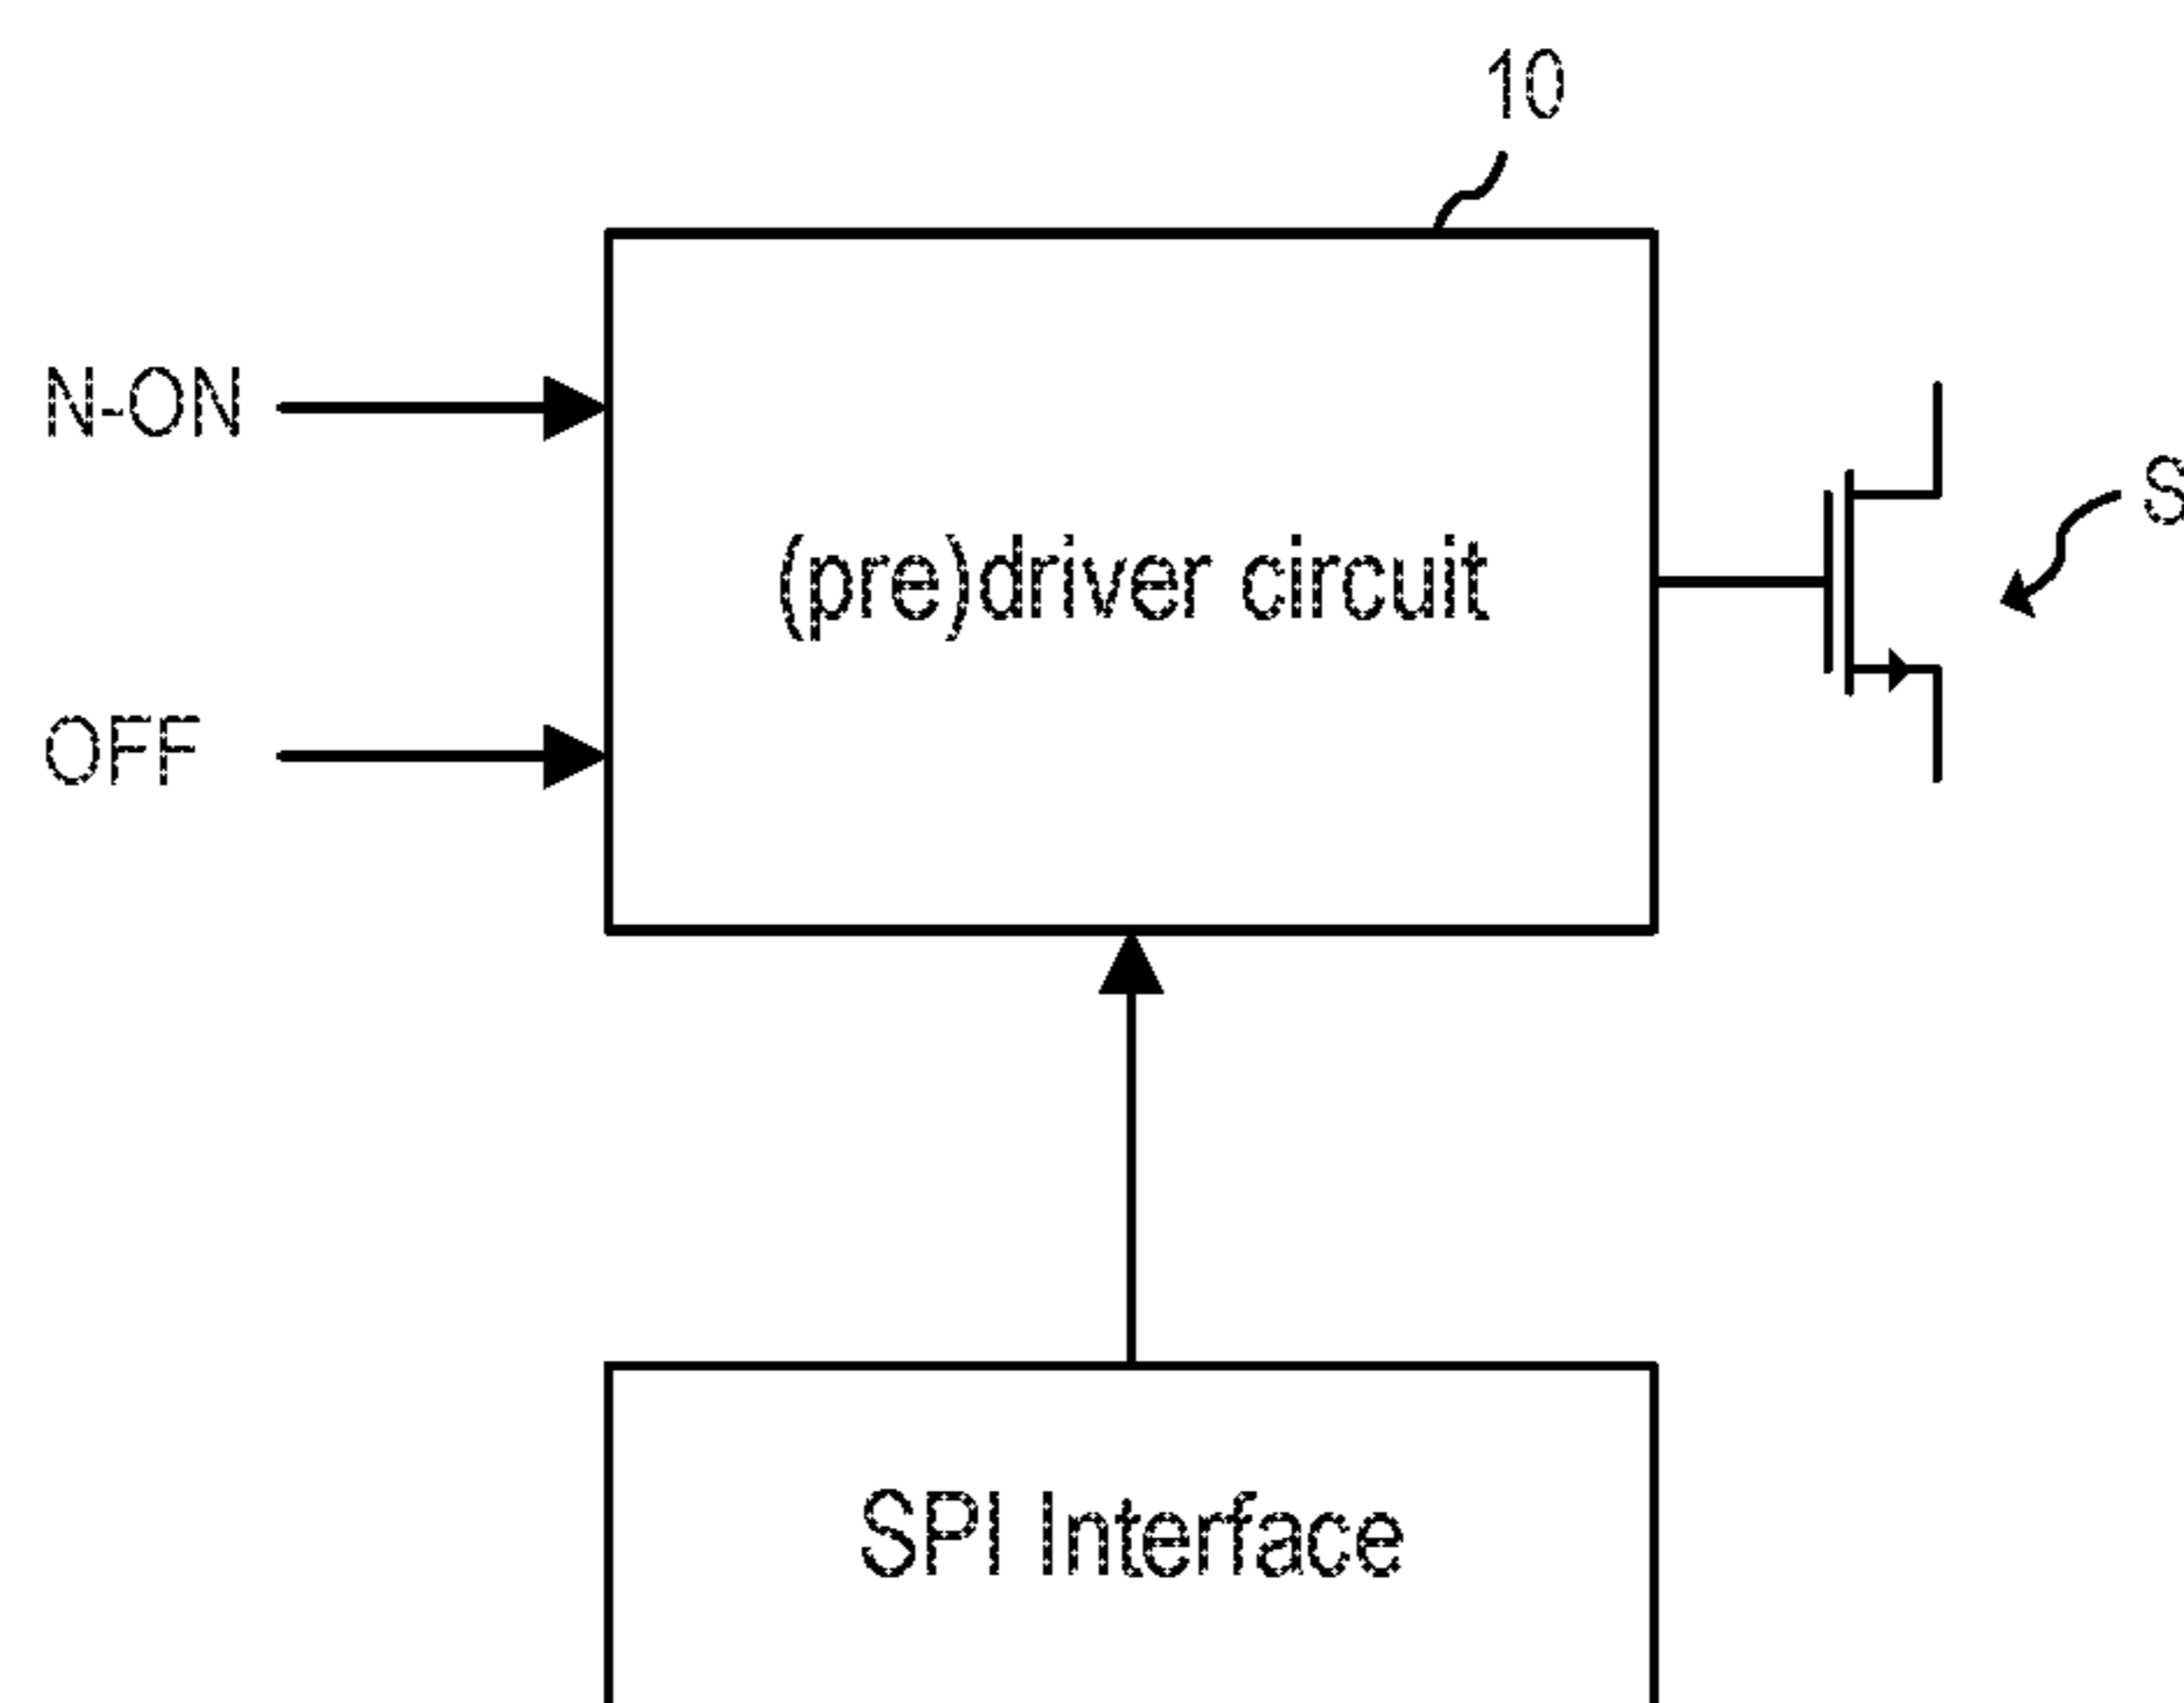 10
N-ON
S
(pre)driver circuit
OFF
SPI Interface